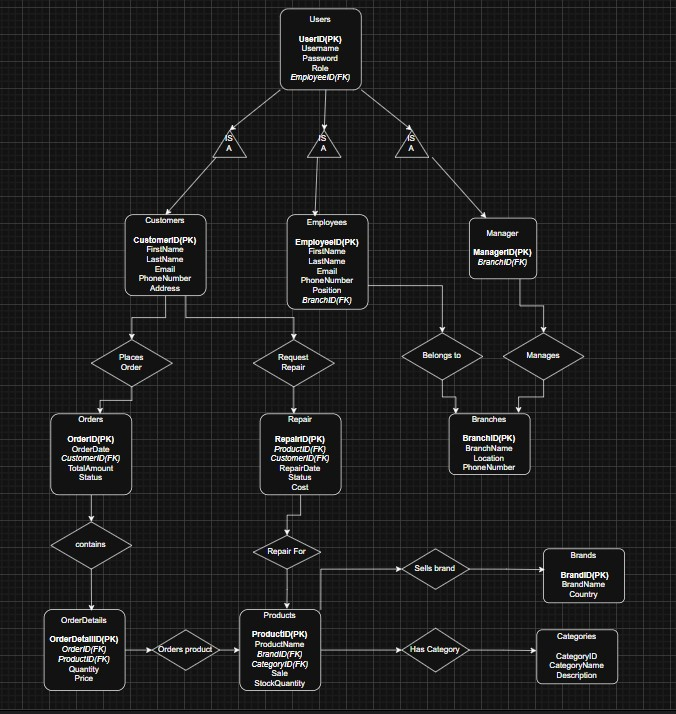 Users
UserID(PK)
Username
Password
Role
EmployeeID(FK)
IS
A
IS
A
IS
A
Customers
CustomerID(PK)
FirstName
LastName
Email
PhoneNumber
Address
Employees
EmployeeID(PK)
FirstName
LastName
Email
PhoneNumber
Position
BranchID(FK)
Manager
ManagerID(PK)
BranchID(FK)
Places
Order
Request
Repair
Belongs to
Manages
Orders
OrderID(PK)
OrderDate
CustomerID(FK)
TotalAmount
Status
Repair
RepairID(PK)
ProductID(FK)
CustomerID(FK)
RepairDate
Status
Cost
Branches
BranchID(PK)
BranchName
Location
PhoneNumber
contains
Repair For
Sells brand
Brands
BrandID(PK)
BrandName
Country
OrderDetails
OrderDetailID(PK)
OrderID(FK)
ProductID(FK)
Quantity
Price
Orders product
Products
ProductID(PK)
ProductName
BrandID(FK)
CategoryID(FK)
Sale
StockQuantity
Has Category
Categories
CategoryID
CategoryName
Description